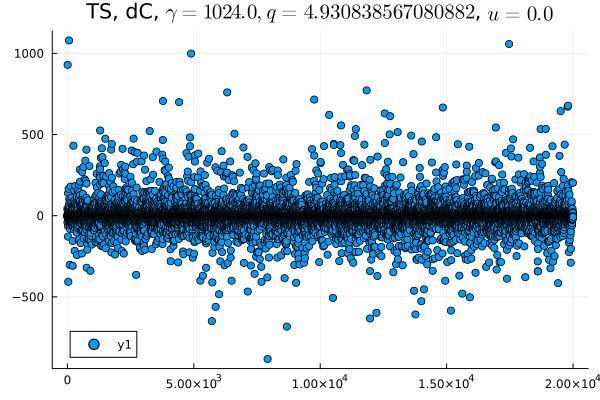 TS, dC, γ = 1024.0, q = 4.930838567080882, u = 0.0
1000
500
0
−500
y1
0 5.00×10³ 1.00×10⁴ 1.50×10⁴ 2.00×10⁴